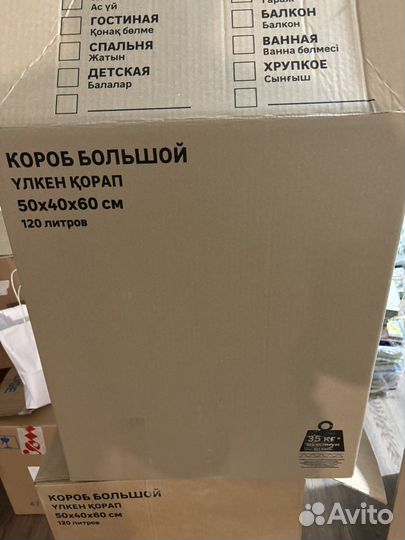 Ас үй
ГОСТИНАЯ
Қонақ бөлме
СПАЛЬНЯ
Жатын
ДЕТСКАЯ
Балалар
Гараж
БАЛКОН
Балкон
ВАННАЯ
Ванна бөлмесі
ХРУПКОЕ
Сынғыш
КОРОБ БОЛЬШОЙ
ҮЛКЕН ҚОРАП
50x40x60 см
120 литров
35 кг
КОРОБ БОЛЬШОЙ
ҮЛКЕН ҚОРАП
50x40x60 см
120 литров
Avito